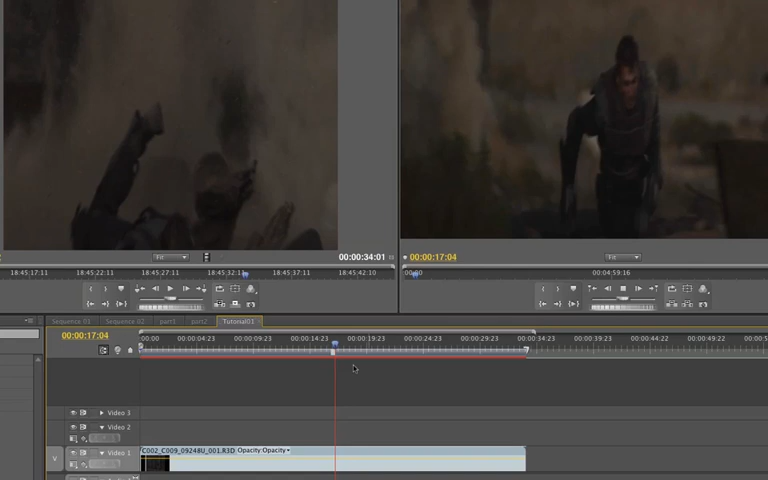 Fit
00:00:34:01
00:00:17:04
Fit
18:45:17:11 18:45:22:11 18:45:27:11 18:45:32:11 18:45:37:11 18:45:42:10
00:00 00:04:59:16
Sequence 01 Sequence 02 part1 part2 Tutorial01
00:00:17:04
00:00 00:00:04:23 00:00:09:23 00:00:14:23 00:00:19:23 00:00:24:23 00:00:29:23 00:00:34:23 00:00:39:23 00:00:44:22 00:00:49:22
Video 3
Video 2
V Video 1
C002_C009_09248U_001.R3D Opacity:Opacity